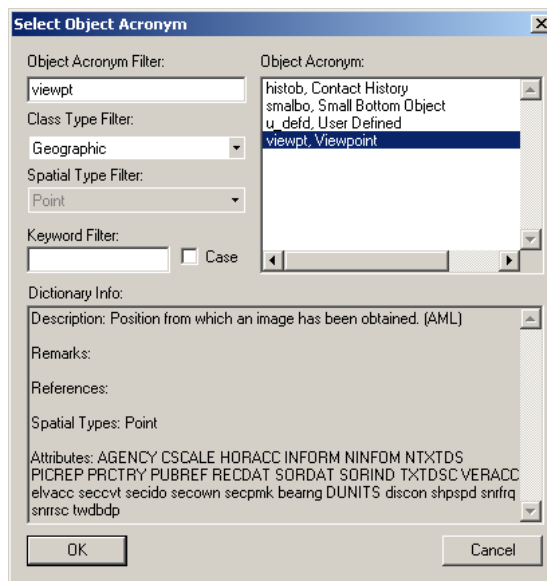 Select Object Acronym
Object Acronym Filter:
viewpt
Class Type Filter:
Geographic
Spatial Type Filter:
Point
Keyword Filter:
Case
Object Acronym:
histob, Contact History
smalbo, Small Bottom Object
u_defd, User Defined
viewpt, Viewpoint
Dictionary Info:
Description: Position from which an image has been obtained. (AML)
Remarks:
References:
Spatial Types: Point
Attributes: AGENCY CSCALE HORACC INFORM NINFOM NTXTDS
PICREP PRCTRY PUBREF RECDAT SORDAT SORIND TXTDSC VERACC
elvacc seccvt secido secown secpmk bearng DUNITS discon shpspd snrfrq
snrrsc twdbdp
OK
Cancel